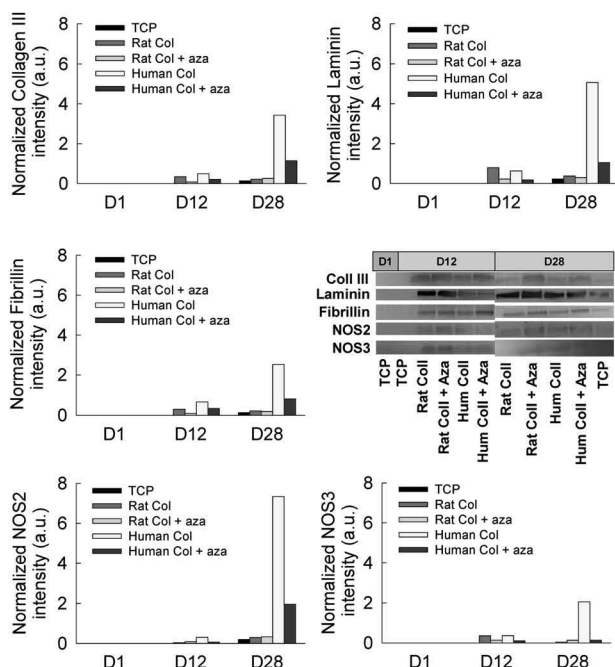 Normalized Collagen III
intensity (a.u.)
8
6
4
2
0
TCP
Rat Col
Rat Col + aza
Human Col
Human Col + aza
D1
D12
D28
Normalized Laminin
intensity (a.u.)
8
6
4
2
0
TCP
Rat Col
Rat Col + aza
Human Col
Human Col + aza
D1
D12
D28
Normalized Fibrillin
intensity (a.u.)
8
6
4
2
0
TCP
Rat Col
Rat Col + aza
Human Col
Human Col + aza
D1
D12
D28
D1
D12
D28
Coll III
Laminin
Fibrillin
NOS2
NOS3
TCP
TCP
Rat Coll
Rat Coll + Aza
Hum Coll
Hum Coll + Aza
Rat Coll
Rat Coll + Aza
Hum Coll
Hum Coll + Aza
TCP
Normalized NOS2
intensity (a.u.)
8
6
4
2
0
TCP
Rat Col
Rat Col + aza
Human Col
Human Col + aza
D1
D12
D28
Normalized NOS3
intensity (a.u.)
8
6
4
2
0
TCP
Rat Col
Rat Col + aza
Human Col
Human Col + aza
D1
D12
D28